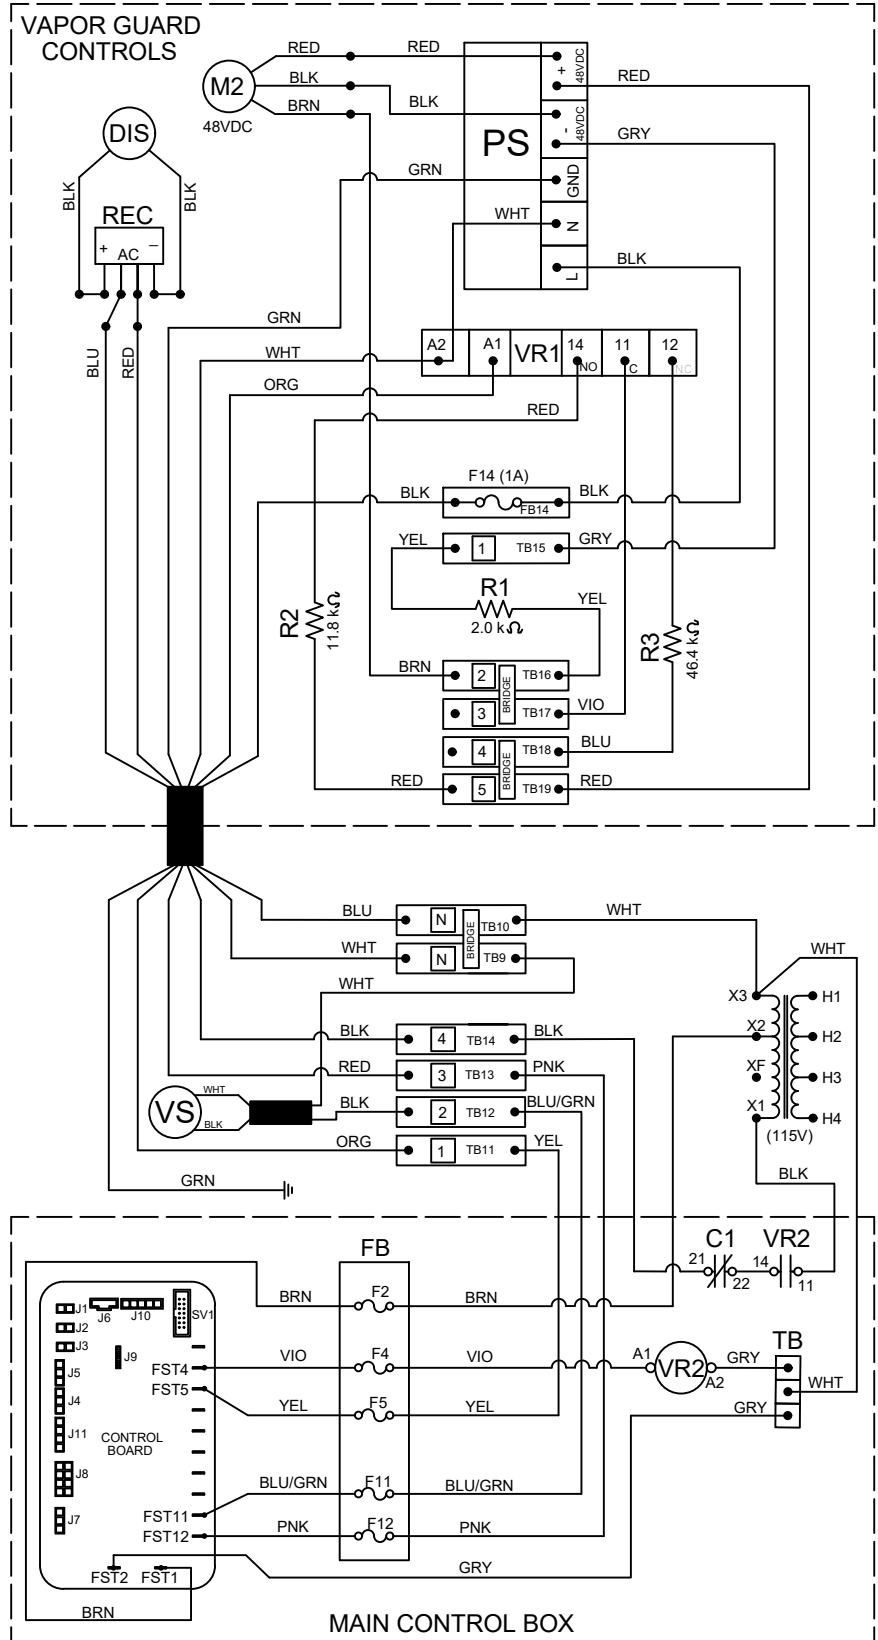 VAPOR GUARD
CONTROLS
RED
RED
M2
BLK
BLK
BRN
48VDC
+
48VDC
RED
-
48VDC
GRY
PS
GRN
GND
WHT
N
BLK
L
DIS
BLK
BLK
REC
+
AC
–
BLU
RED
GRN
WHT
ORG
A2
A1
VR1
14
NO
11
C
12
NC
RED
F14 (1A)
BLK
FB14
BLK
YEL
1
TB15
GRY
R1
2.0 kΩ
YEL
R2
11.8 kΩ
R3
46.4 kΩ
BRN
2
TB16
BRIDGE
3
TB17
VIO
4
TB18
BLU
BRIDGE
RED
5
TB19
RED
BLU
N
TB10
WHT
BRIDGE
WHT
N
TB9
WHT
WHT
BLK
4
TB14
BLK
RED
3
TB13
PNK
VS
WHT
BLK
BLK
2
TB12
BLU/GRN
ORG
1
TB11
YEL
GRN
X3
H1
X2
H2
XF
H3
X1
H4
(115V)
BLK
FB
C1
VR2
21
22
14
11
BRN
F2
BRN
J1
J2
J3
J5
J4
J11
J8
J7
J6
J10
SV1
J9
FST4
VIO
F4
VIO
A1
VR2
A2
GRY
TB
WHT
GRY
FST5
YEL
F5
YEL
CONTROL
BOARD
BLU/GRN
F11
BLU/GRN
FST11
FST12
PNK
F12
PNK
GRY
FST2
FST1
BRN
MAIN CONTROL BOX